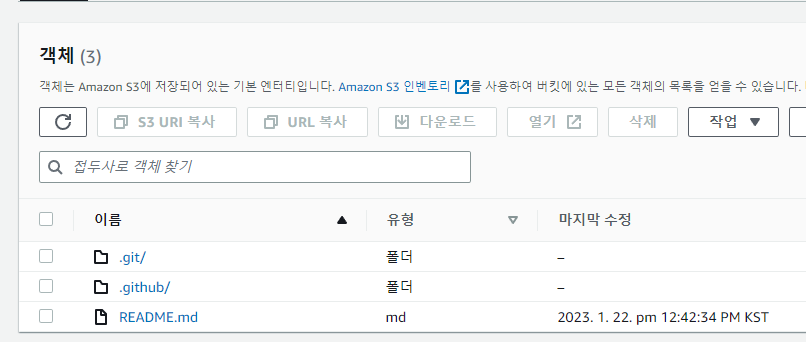 객체 (3)
객체는 Amazon S3에 저장되어 있는 기본 엔터티입니다. Amazon S3 인벤토리를 사용하여 버킷에 있는 모든 객체의 목록을 얻을 수 있습니다.
S3 URI 복사 URL 복사 다운로드 열기 삭제 작업
접두사로 객체 찾기
이름 유형 마지막 수정
.git/ 폴더 –
.github/ 폴더 –
README.md md 2023. 1. 22. pm 12:42:34 PM KST